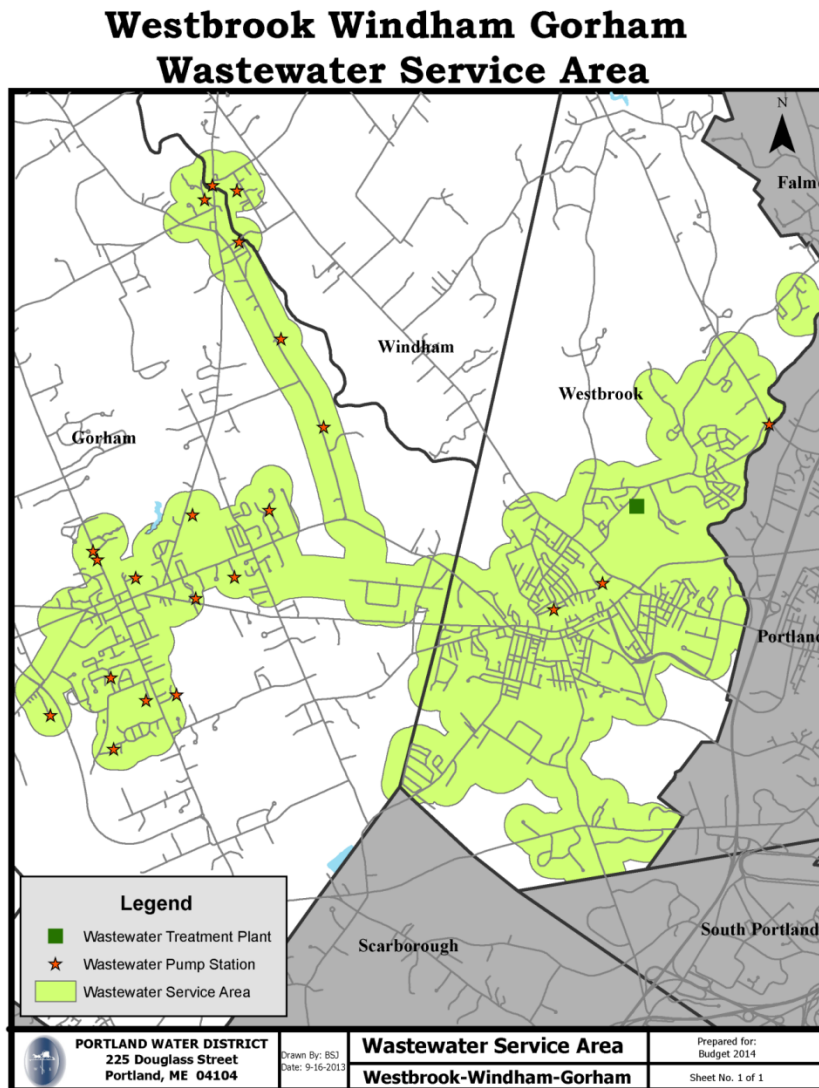 Westbrook Windham Gorham
Wastewater Service Area
N
Falm
Windham
Westbrook
Gorham
Portland
South Portland
Scarborough
Legend
Wastewater Treatment Plant
Wastewater Pump Station
Wastewater Service Area
PORTLAND WATER DISTRICT
225 Douglass Street
Portland, ME 04104
Drawn By: BSJ
Date: 9-16-2013
Wastewater Service Area
Westbrook-Windham-Gorham
Prepared for:
Budget 2014
Sheet No. 1 of 1